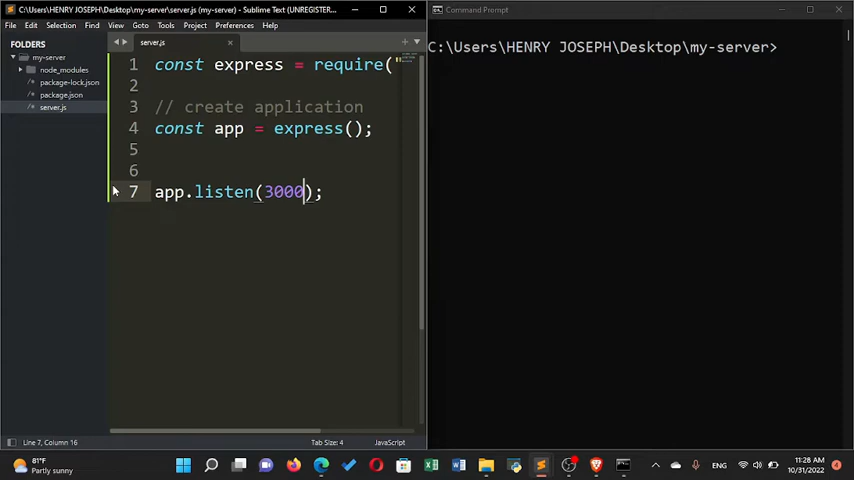 C:\Users\HENRY JOSEPH\Desktop\my-server\server.js (my-server) - Sublime Text (UNREGISTER...
File Edit Selection Find View Goto Tools Project Preferences Help
FOLDERS
my-server
node_modules
package-lock.json
package.json
server.js
server.js
1 const express = require("
2
3 // create application
4 const app = express();
5
6
7 app.listen(3000);
Line 7, Column 16
Tab Size: 4
JavaScript
Command Prompt
C:\Users\HENRY JOSEPH\Desktop\my-server>
81°F
Partly sunny
ENG
11:28 AM
10/31/2022
4